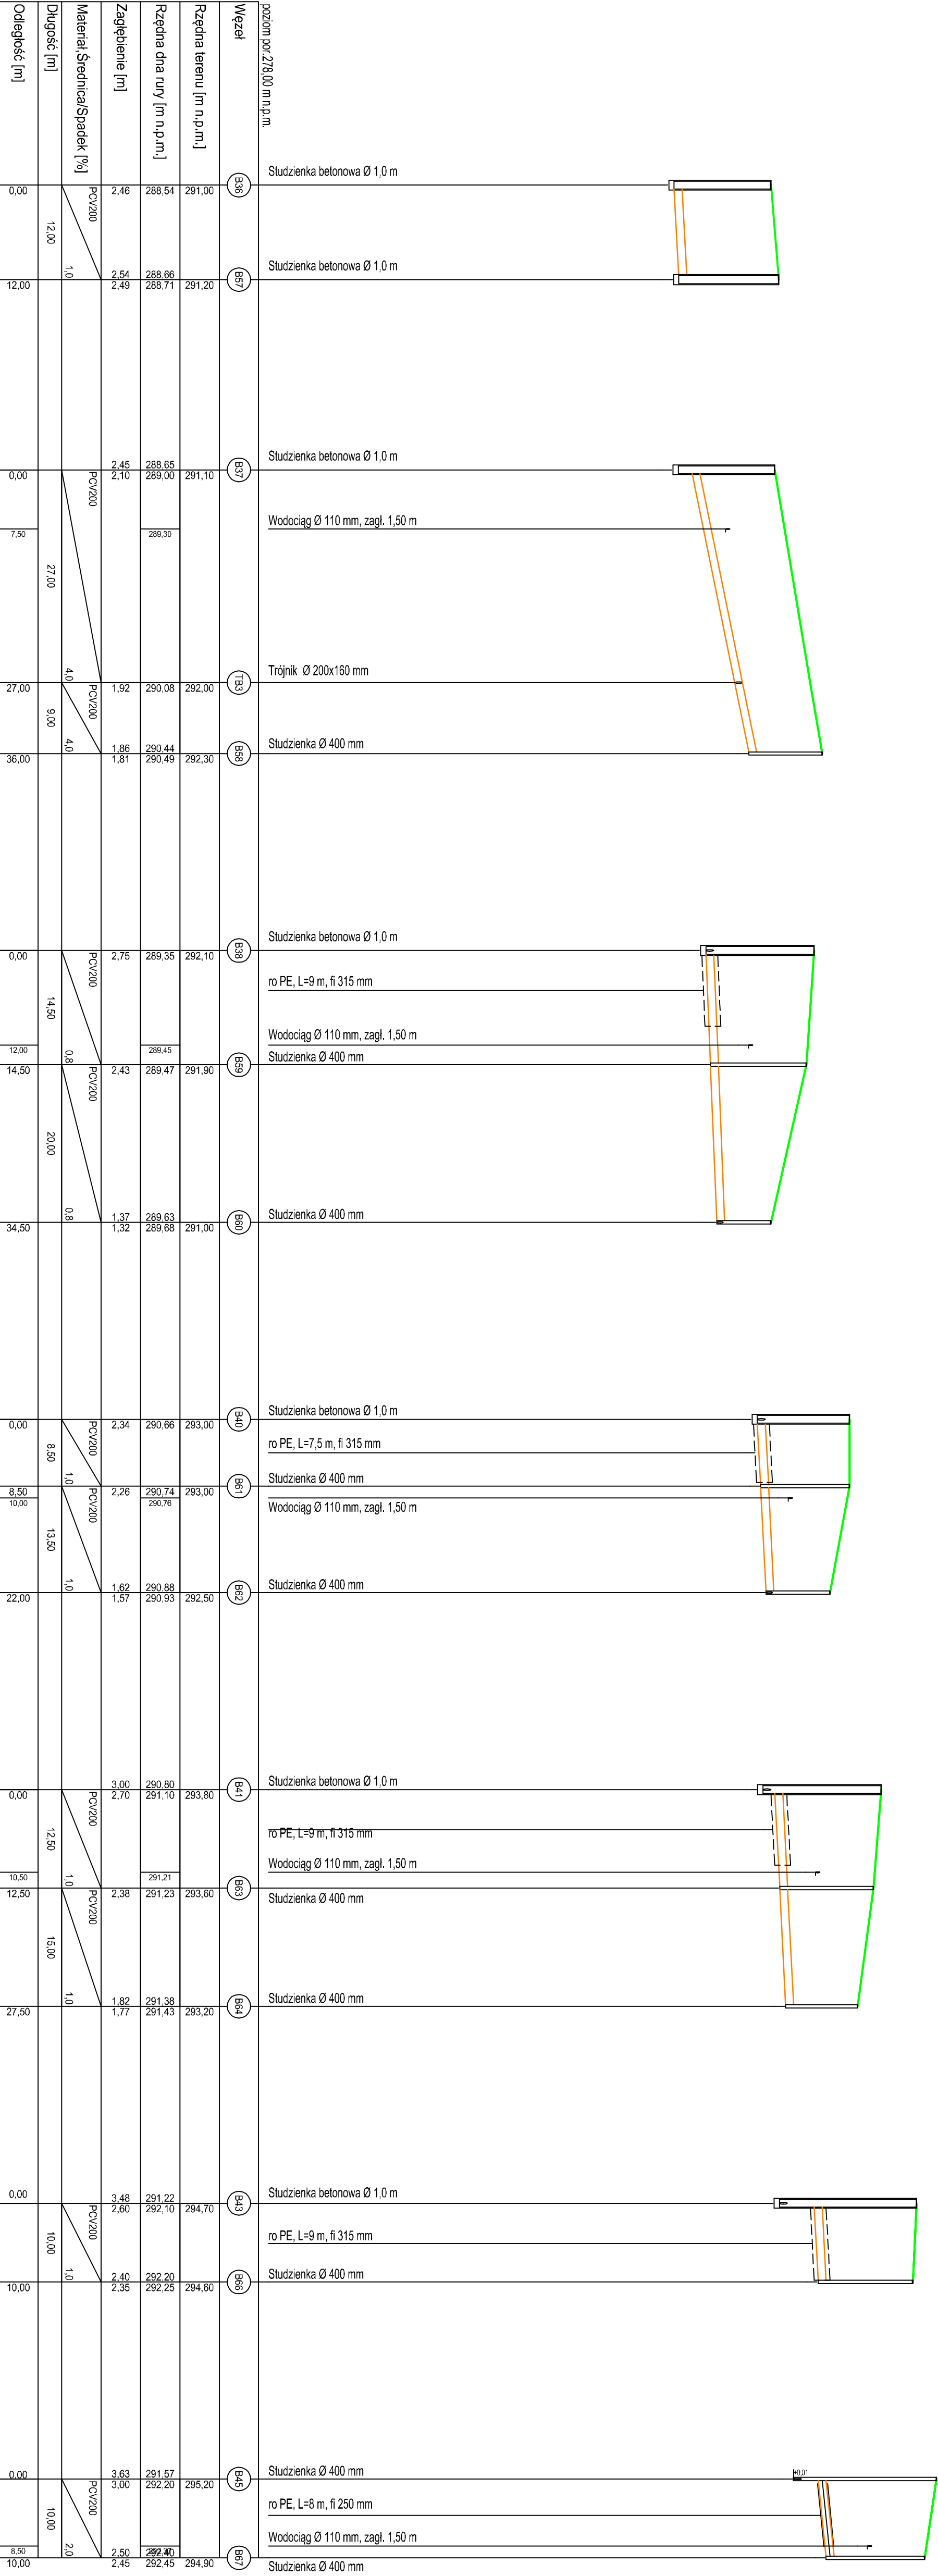 poziom por.278,00 m n.p.m.
Węzeł
Rzędna terenu [m n.p.m.]
Rzędna dna rury [m n.p.m.]
Zagłębienie [m]
Materiał,Średnica/Spadek [%]
Długość [m]
Odległość [m]
Studzienka betonowa Ø 1,0 m
B36
291,00
288,54
2,46
PCV200
1,0
12,00
0,00
Studzienka betonowa Ø 1,0 m
B57
291,20
288,66
288,71
2,54
2,49
12,00
Studzienka betonowa Ø 1,0 m
B37
291,10
288,65
289,00
2,45
2,10
PCV200
4,0
27,00
0,00
Wodociąg Ø 110 mm, zagł. 1,50 m
289,30
7,50
Trójnik Ø 200x160 mm
TB3
292,00
290,08
1,92
PCV200
4,0
9,00
27,00
Studzienka Ø 400 mm
B58
292,30
290,44
290,49
1,86
1,81
36,00
Studzienka betonowa Ø 1,0 m
B38
292,10
289,35
2,75
PCV200
0,8
14,50
0,00
ro PE, L=9 m, fi 315 mm
Wodociąg Ø 110 mm, zagł. 1,50 m
289,45
12,00
Studzienka Ø 400 mm
B59
291,90
289,47
2,43
PCV200
0,8
20,00
14,50
Studzienka Ø 400 mm
B60
291,00
289,63
289,68
1,37
1,32
34,50
Studzienka betonowa Ø 1,0 m
B40
293,00
290,66
2,34
PCV200
1,0
8,50
0,00
ro PE, L=7,5 m, fi 315 mm
Studzienka Ø 400 mm
B61
293,00
290,74
2,26
PCV200
1,0
13,50
8,50
Wodociąg Ø 110 mm, zagł. 1,50 m
290,76
10,00
Studzienka Ø 400 mm
B62
292,50
290,88
290,93
1,62
1,57
22,00
Studzienka betonowa Ø 1,0 m
B41
293,80
290,80
291,10
3,00
2,70
PCV200
1,0
12,50
0,00
ro PE, L=9 m, fi 315 mm
Wodociąg Ø 110 mm, zagł. 1,50 m
291,21
10,50
Studzienka Ø 400 mm
B63
293,60
291,23
2,38
PCV200
1,0
15,00
12,50
Studzienka Ø 400 mm
B64
293,20
291,38
291,43
1,82
1,77
27,50
Studzienka betonowa Ø 1,0 m
B43
294,70
291,22
292,10
3,48
2,60
PCV200
1,0
10,00
0,00
ro PE, L=9 m, fi 315 mm
Studzienka Ø 400 mm
B66
294,60
292,20
292,25
2,40
2,35
10,00
Studzienka Ø 400 mm
+0,01
B45
295,20
291,57
292,20
3,63
3,00
PCV200
2,0
10,00
0,00
ro PE, L=8 m, fi 250 mm
Wodociąg Ø 110 mm, zagł. 1,50 m
8,50
Studzienka Ø 400 mm
B67
294,90
292,40
292,45
2,50
2,45
10,00